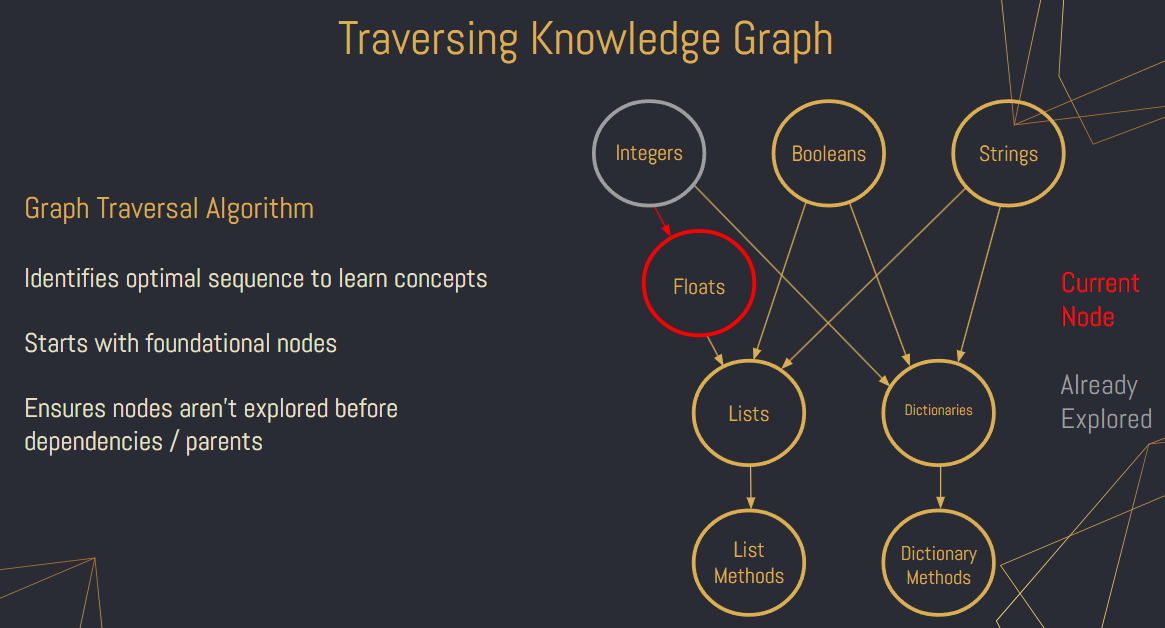 Traversing Knowledge Graph
Graph Traversal Algorithm
Identifies optimal sequence to learn concepts
Starts with foundational nodes
Ensures nodes aren't explored before
dependencies / parents
Integers
Booleans
Strings
Floats
Lists
Dictionaries
List
Methods
Dictionary
Methods
Current
Node
Already
Explored